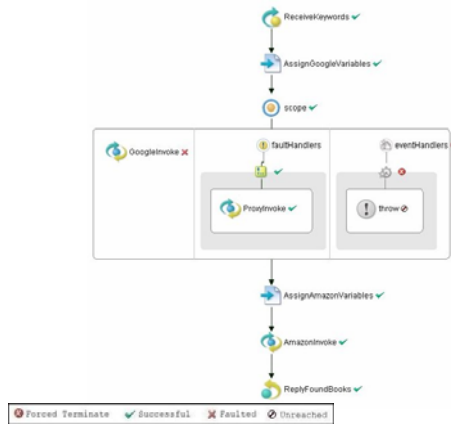 ReceiveKeywords
AssignGoogleVariables
scope
GoogleInvoke
faultHandlers
eventHandlers
ProxyInvoke
throw
AssignAmazonVariables
AmazonInvoke
ReplyFoundBooks
Forced Terminate Successful Faulted Unreached